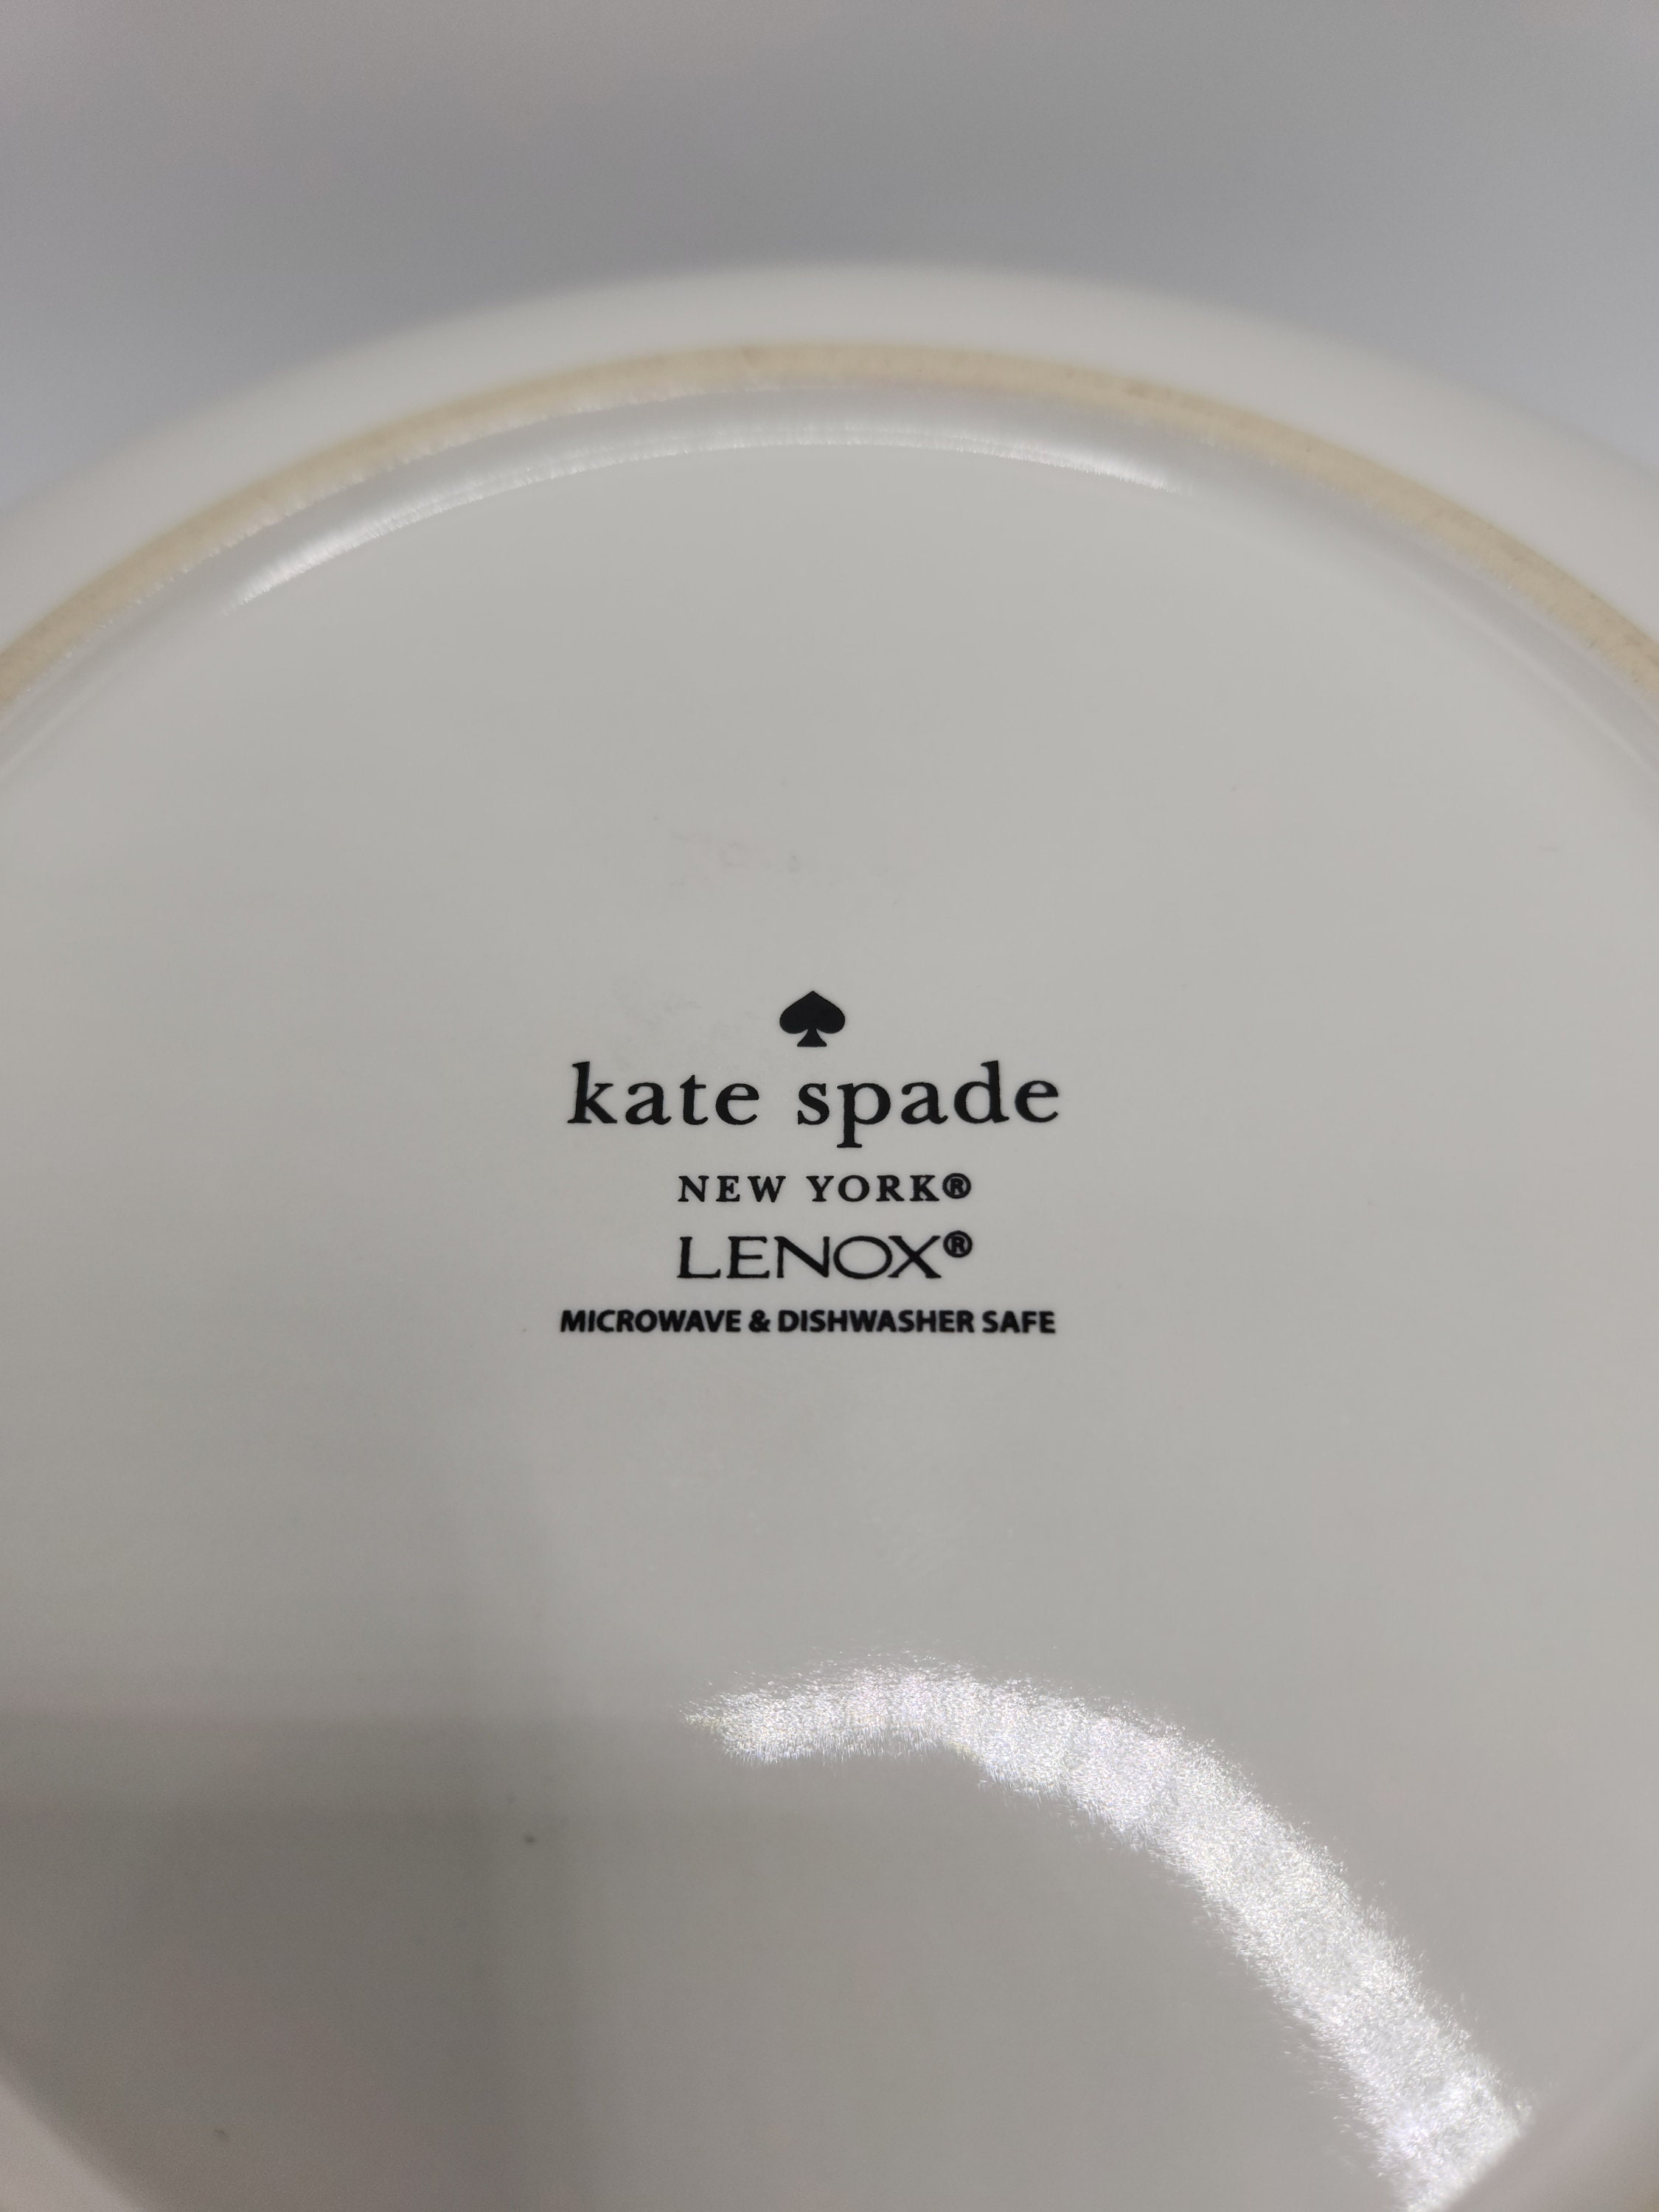 kate spade
NEW YORK®
LENOX®
MICROWAVE & DISHWASHER SAFE